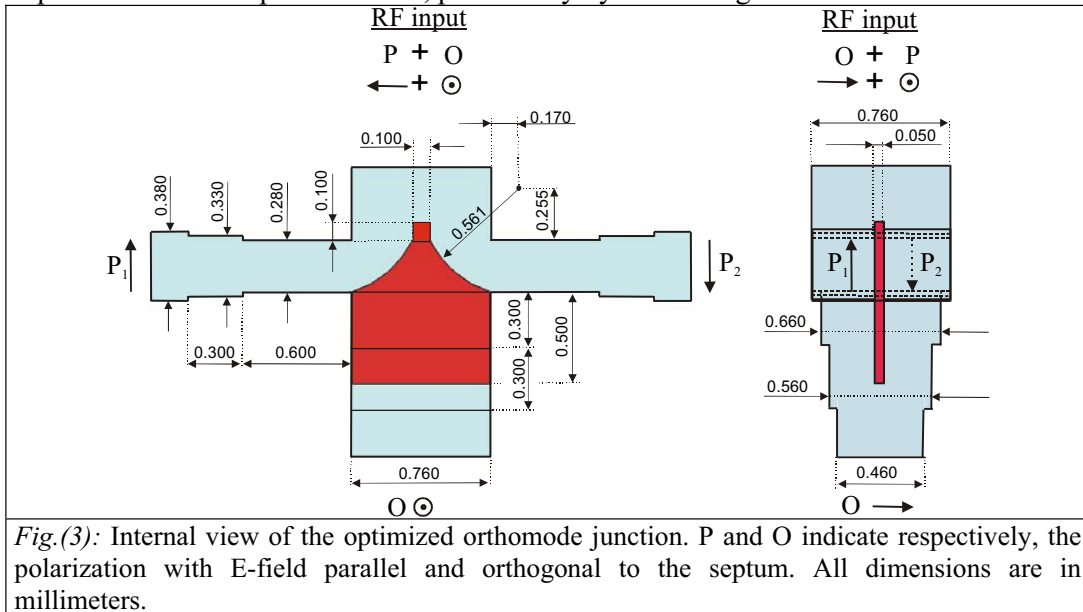 RF input
P + O
← + ⊙
0.170
0.100
0.380
0.330
0.280
0.100
0.561
0.255
P1
P2
0.300
0.600
0.300
0.500
0.300
0.760
O ⊙
RF input
O + P
→ + ⊙
0.760
0.050
P1
P2
0.660
0.560
0.460
O →
Fig.(3): Internal view of the optimized orthomode junction. P and O indicate respectively, the
polarization with E-field parallel and orthogonal to the septum. All dimensions are in
millimeters.